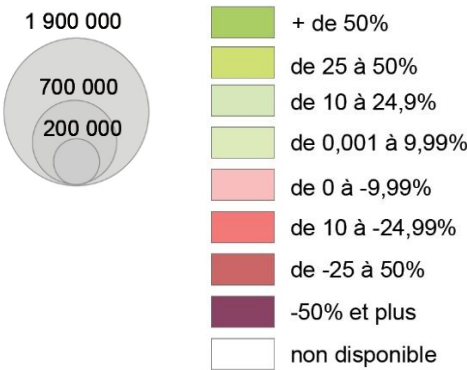 1 900 000
700 000
200 000
+ de 50%
de 25 à 50%
de 10 à 24,9%
de 0,001 à 9,99%
de 0 à -9,99%
de 10 à -24,99%
de -25 à 50%
-50% et plus
non disponible